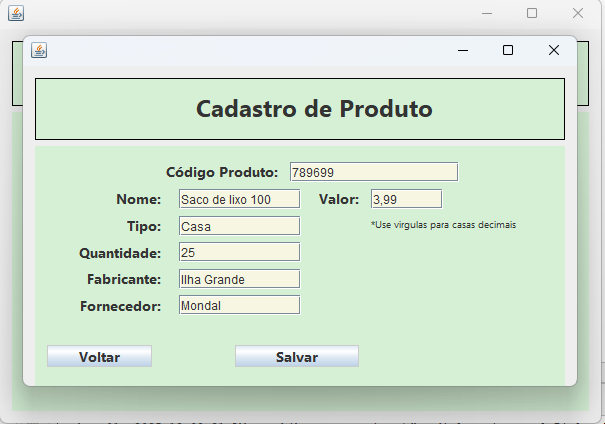 Cadastro de Produto
Código Produto: 789699
Nome: Saco de lixo 100 Valor: 3,99
Tipo: Casa *Use virgulas para casas decimais
Quantidade: 25
Fabricante: Ilha Grande
Fornecedor: Mondal
Voltar Salvar